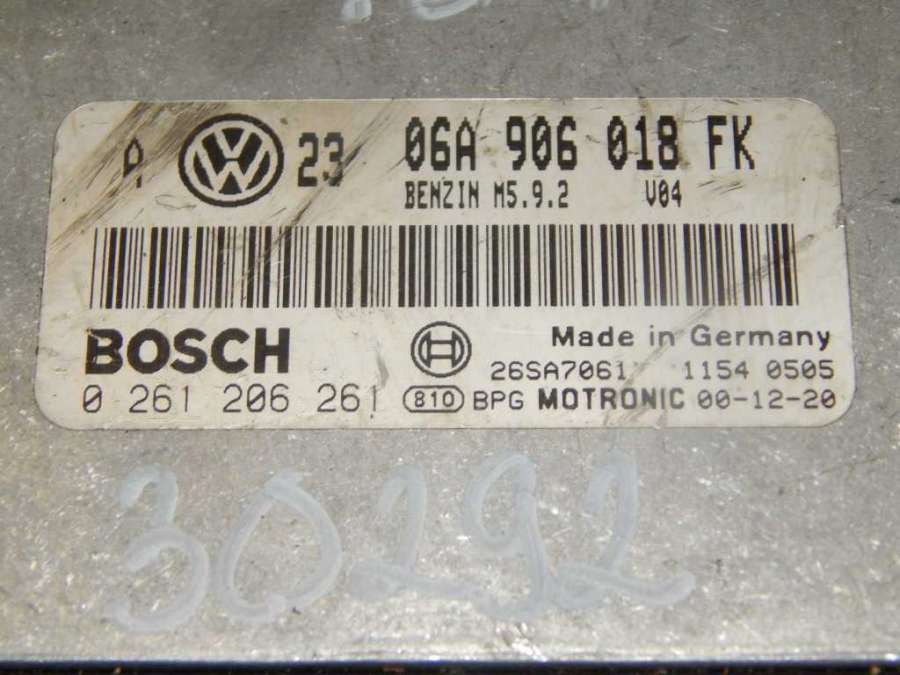 A VW 23 06A 906 018 FK
BENZIN M5.9.2 V04
BOSCH Made in Germany
26SA7061 1154 0505
0 261 206 261 810 BPG MOTRONIC 00-12-20
30292